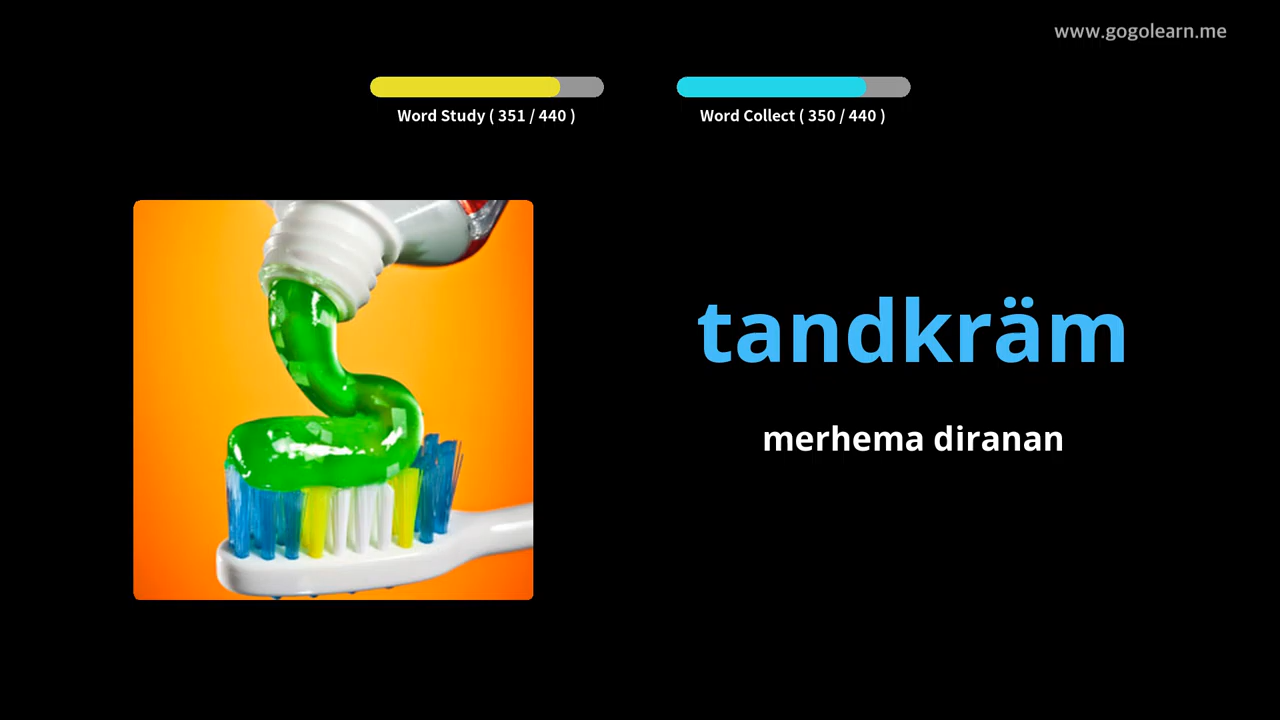 www.gogolearn.me
Word Study ( 351 / 440 )
Word Collect ( 350 / 440 )
tandkräm
merhema diranan